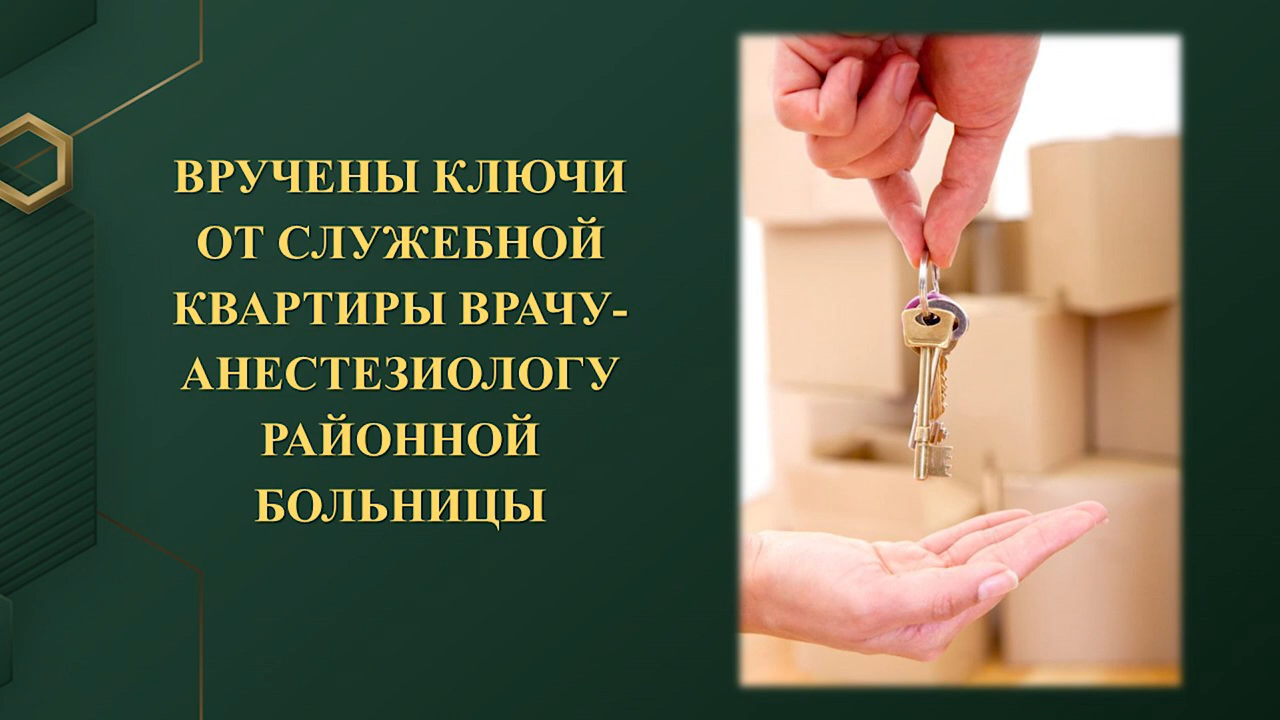 ВРУЧЕНЫ КЛЮЧИ
ОТ СЛУЖЕБНОЙ
КВАРТИРЫ ВРАЧУ-
АНЕСТЕЗИОЛОГУ
РАЙОННОЙ
БОЛЬНИЦЫ